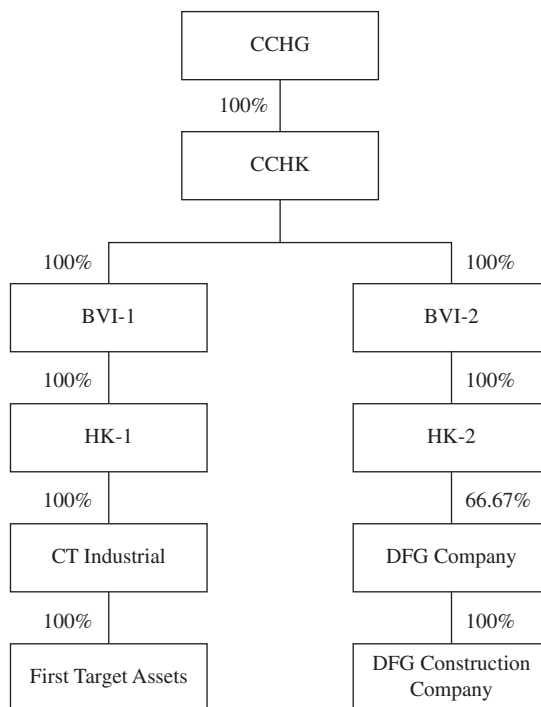 CCHG
100%
CCHK
100%
100%
BVI-1
BVI-2
100%
100%
HK-1
HK-2
100%
66.67%
CT Industrial
DFG Company
100%
100%
First Target Assets
DFG Construction
Company